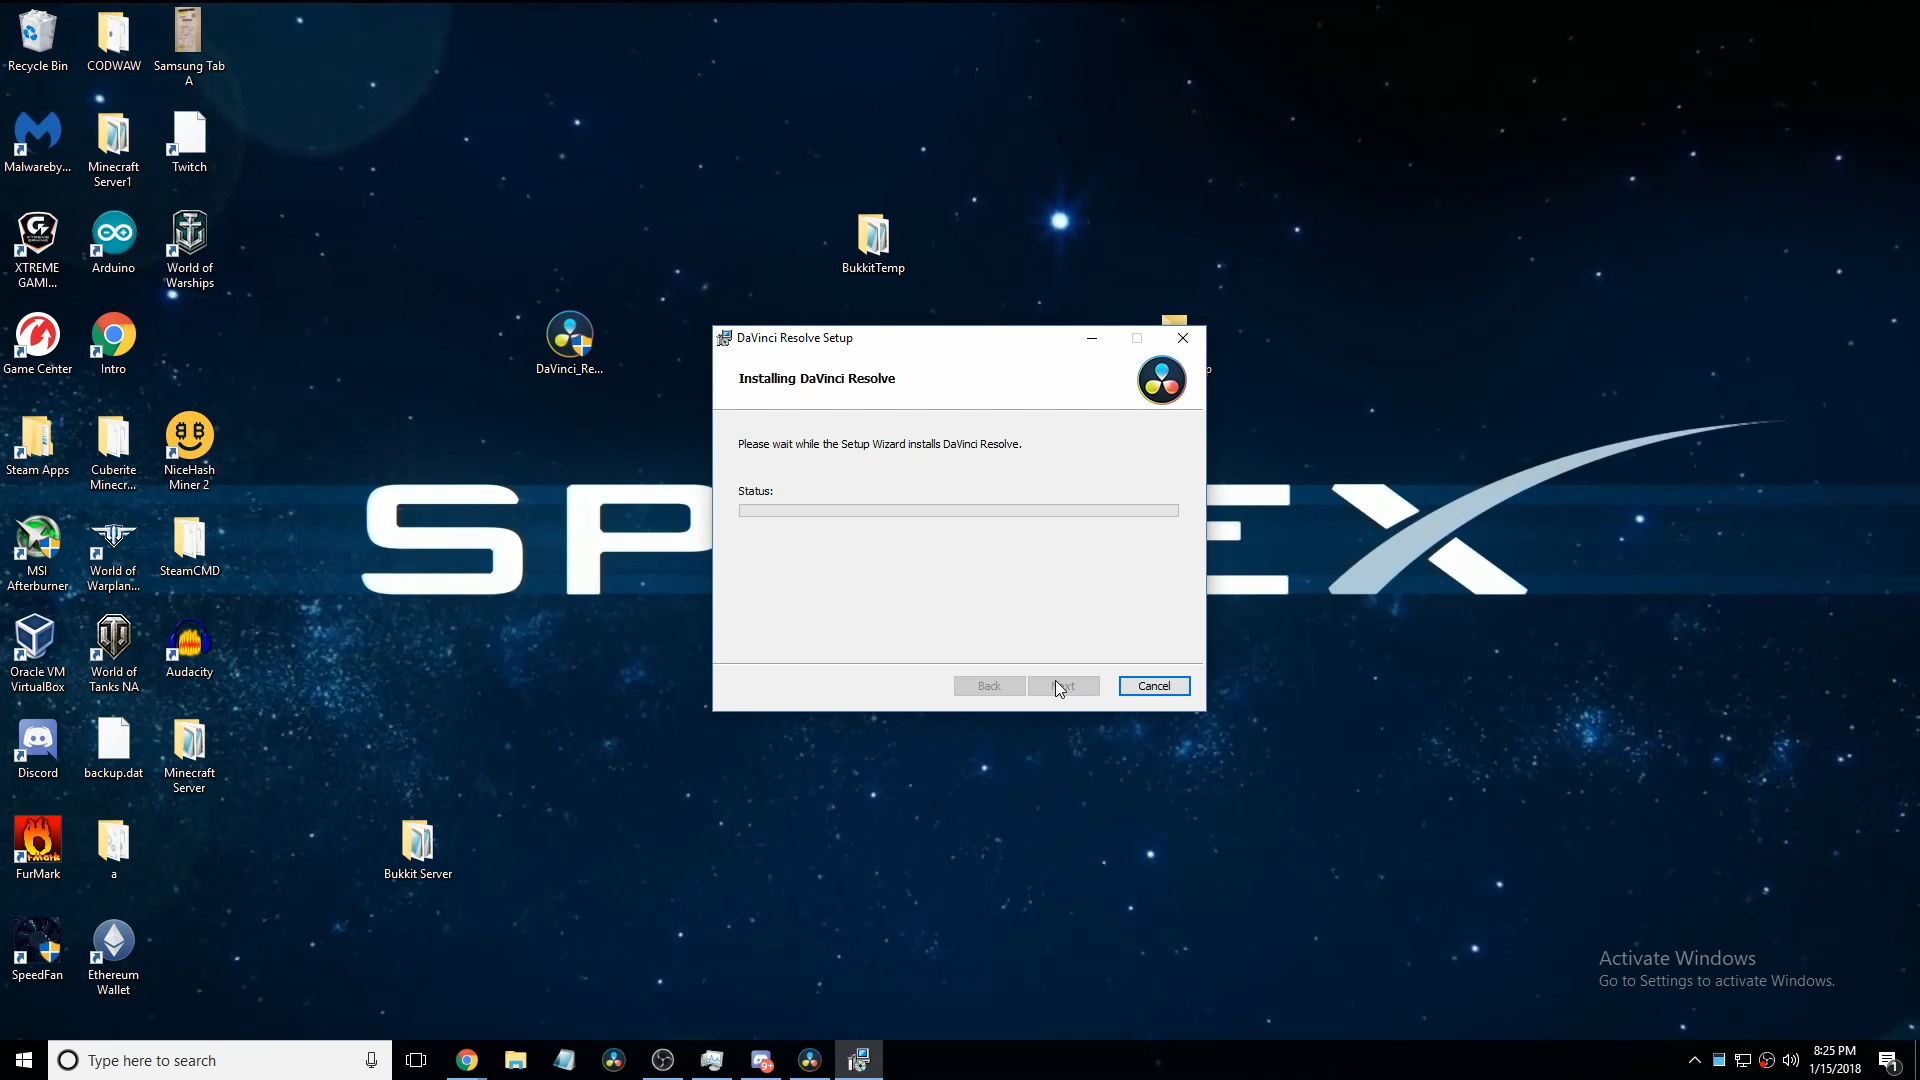 Recycle Bin
CODWAW
Samsung Tab
A
Malwareby...
Minecraft
Server1
Twitch
XTREME
GAMI...
Arduino
World of
Warships
Game Center
Intro
Steam Apps
Cuberite
Minecr...
NiceHash
Miner 2
MSI
Afterburner
World of
Warplan...
SteamCMD
Oracle VM
VirtualBox
World of
Tanks NA
Audacity
Discord
backup.dat
Minecraft
Server
FurMark
a
SpeedFan
Ethereum
Wallet
BukkitTemp
DaVinci_Re...
Bukkit Server
DaVinci Resolve Setup
Installing DaVinci Resolve
Please wait while the Setup Wizard installs DaVinci Resolve.
Status:
Back
Cancel
SP
EX
Activate Windows
Go to Settings to activate Windows.
Type here to search
9+
8:25 PM
1/15/2018
1